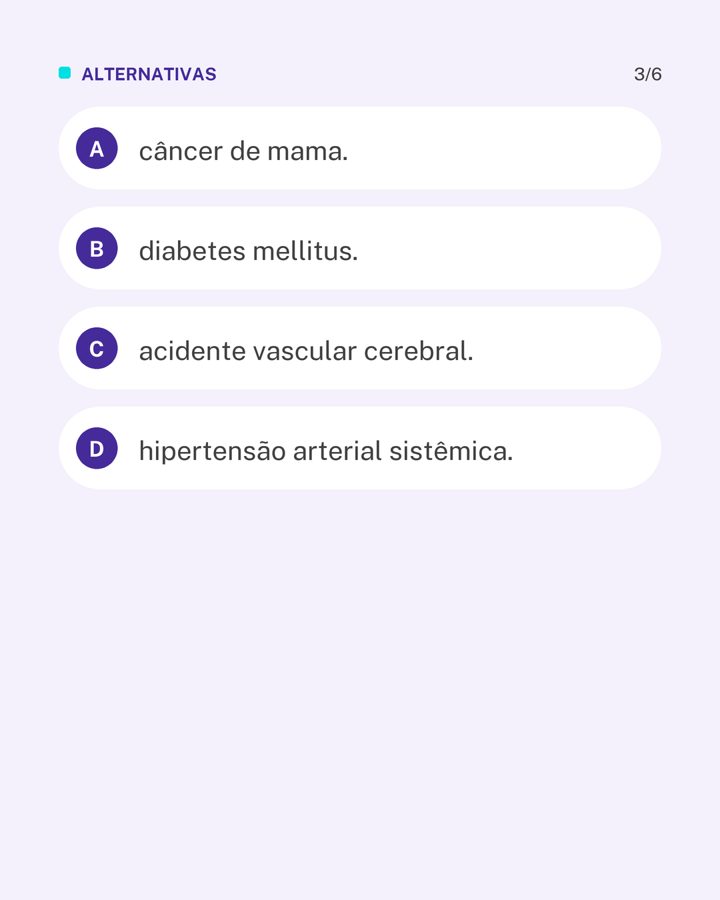 ALTERNATIVAS
3/6
A câncer de mama.
B diabetes mellitus.
C acidente vascular cerebral.
D hipertensão arterial sistêmica.